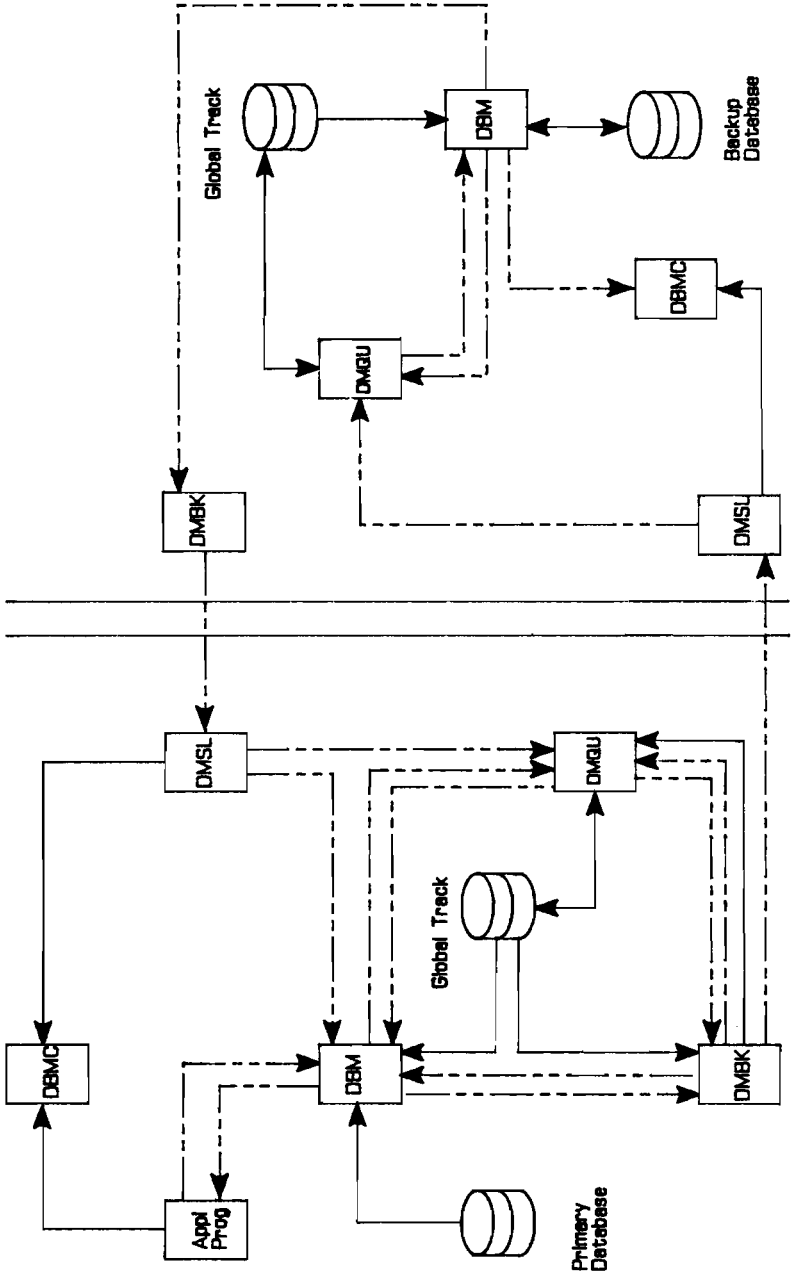 Appl
Prog
DBMC
DMSL
DMBK
Primary
Database
DBM
Global Track
DMQU
DMBK
DMQU
Global Track
DBM
DMSL
DBMC
Backup
Database